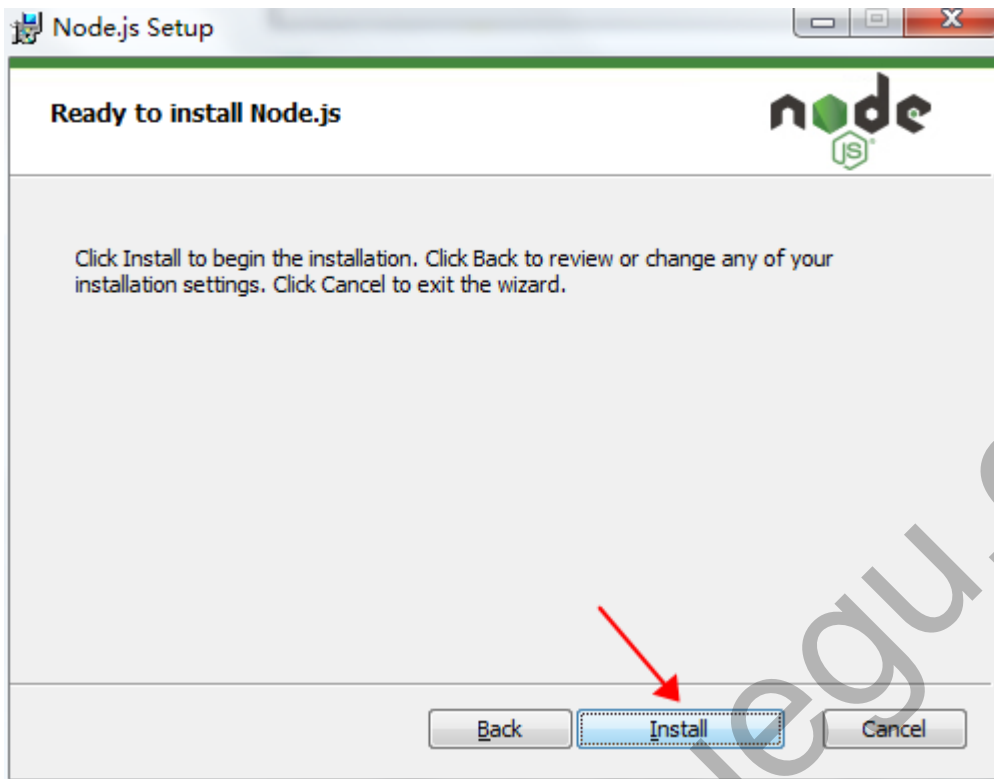 Node.js Setup
Ready to install Node.js
node
JS
Click Install to begin the installation. Click Back to review or change any of your
installation settings. Click Cancel to exit the wizard.
Back
Install
Cancel